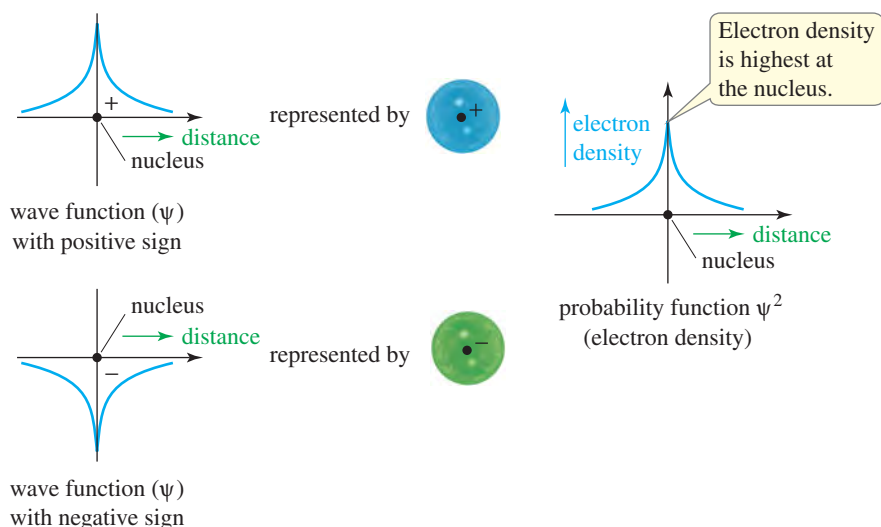 +
distance
nucleus
wave function (ψ)
with positive sign
represented by
+
Electron density
is highest at
the nucleus.
electron
density
distance
nucleus
probability function ψ²
(electron density)
nucleus
distance
−
wave function (ψ)
with negative sign
represented by
−